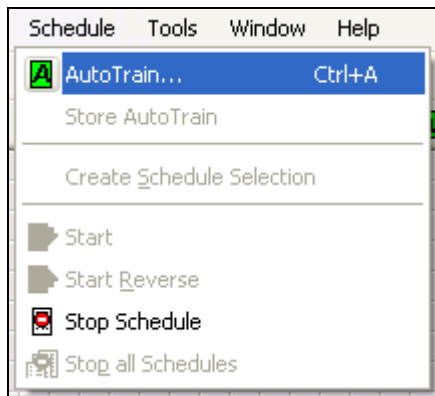 Schedule Tools Window Help
A AutoTrain... Ctrl+A
Store AutoTrain
Create Schedule Selection
Start
Start Reverse
Stop Schedule
Stop all Schedules